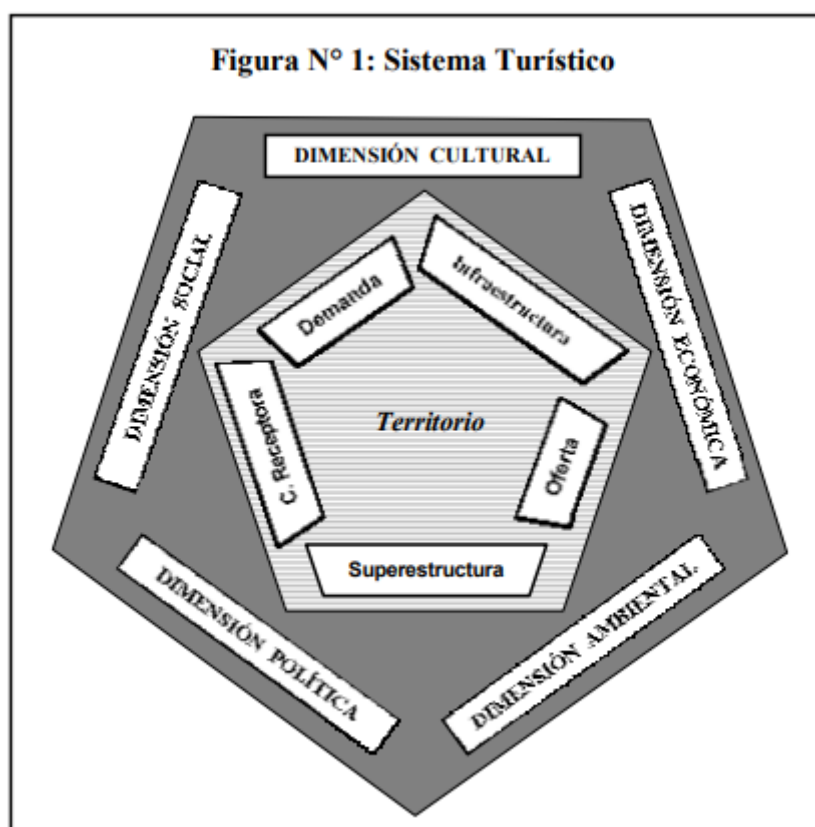 Figura N° 1: Sistema Turístico
DIMENSIÓN CULTURAL
DIMENSIÓN SOCIAL
DIMENSIÓN ECONÓMICA
Demanda
Infraestructura
Territorio
C. Receptora
Oferta
Superestructura
DIMENSIÓN POLÍTICA
DIMENSIÓN AMBIENTAL